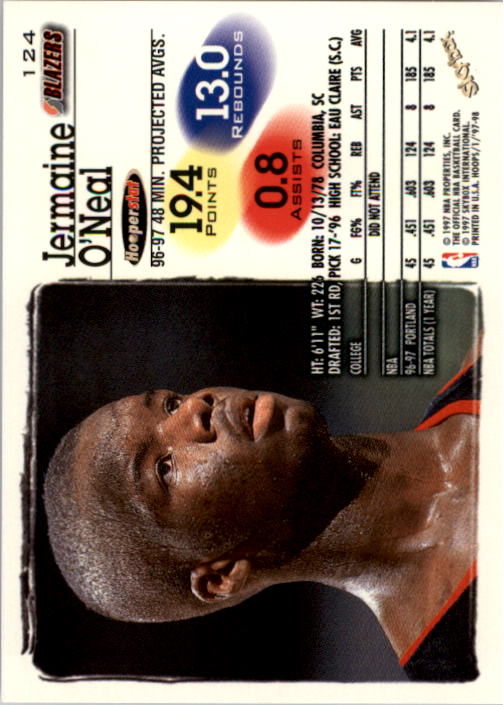 124
BLAZERS
Jermaine
O'Neal
Hooperstar
96-97 48 MIN. PROJECTED AVGS.
19.4
POINTS
13.0
REBOUNDS
0.8
ASSISTS
HT: 6'11" WT: 226 BORN: 10/13/78 COLUMBIA, SC
DRAFTED: 1ST RD, PICK 17-'96 HIGH SCHOOL: EAU CLAIRE (S.C.)
COLLEGE G FG% FT% REB AST PTS AVG
DID NOT ATTEND
NBA
96-97 PORTLAND 45 .451 .603 124 8 185 4.1
NBA TOTALS (1 YEAR) 45 .451 .603 124 8 185 4.1
© 1997 NBA PROPERTIES, INC.
THE OFFICIAL NBA BASKETBALL CARD.
© 1997 SKYBOX INTERNATIONAL.
PRINTED IN U.S.A. HOOPS/1/'97-98
SKYBOX